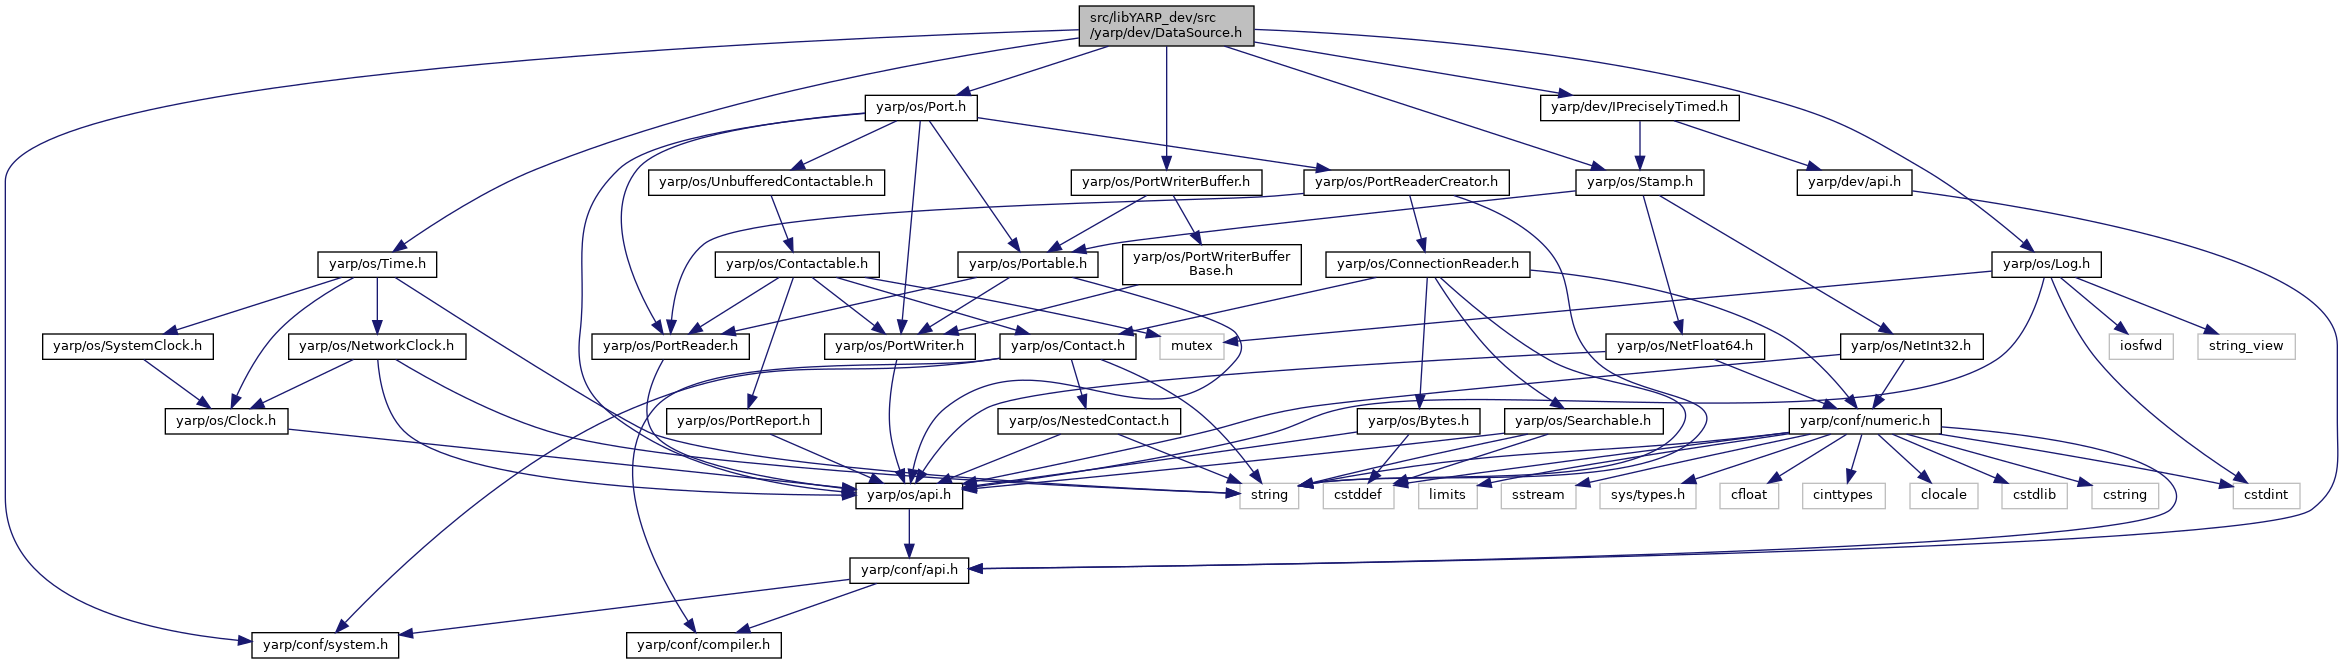 src/libYARP_dev/src
/yarp/dev/DataSource.h
yarp/os/Port.h
yarp/dev/IPreciselyTimed.h
yarp/os/UnbufferedContactable.h
yarp/os/PortWriterBuffer.h
yarp/os/PortReaderCreator.h
yarp/os/Stamp.h
yarp/dev/api.h
yarp/os/Time.h
yarp/os/Contactable.h
yarp/os/Portable.h
yarp/os/PortWriterBuffer
Base.h
yarp/os/ConnectionReader.h
yarp/os/Log.h
yarp/os/SystemClock.h
yarp/os/NetworkClock.h
yarp/os/PortReader.h
yarp/os/PortWriter.h
yarp/os/Contact.h
mutex
yarp/os/NetFloat64.h
yarp/os/NetInt32.h
iosfwd
string_view
yarp/os/Clock.h
yarp/os/PortReport.h
yarp/os/NestedContact.h
yarp/os/Bytes.h
yarp/os/Searchable.h
yarp/conf/numeric.h
yarp/os/api.h
string
cstddef
limits
sstream
sys/types.h
cfloat
cinttypes
clocale
cstdlib
cstring
cstdint
yarp/conf/api.h
yarp/conf/system.h
yarp/conf/compiler.h